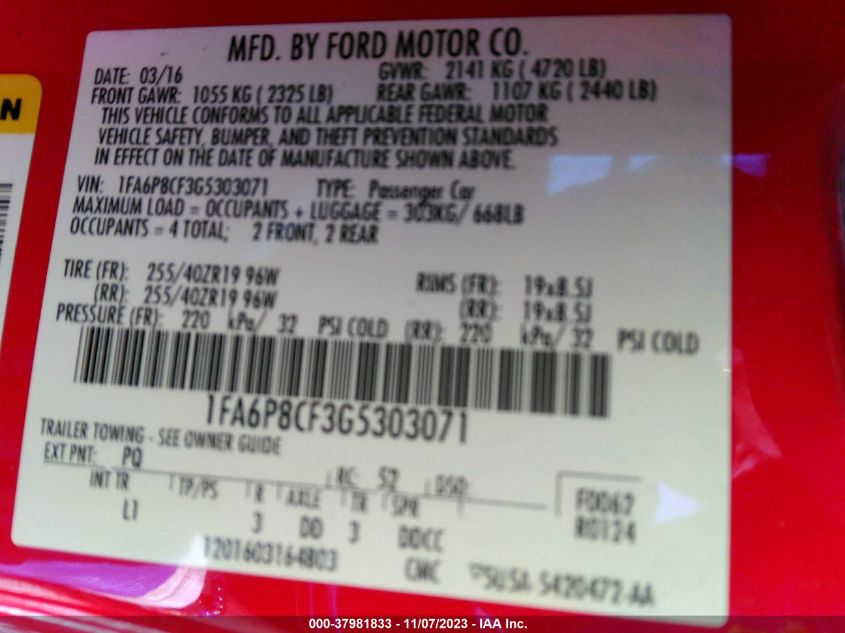 N
MFD. BY FORD MOTOR CO.
DATE: 03/16 GVWR: 2141 KG ( 4720 LB)
FRONT GAWR: 1055 KG ( 2325 LB) REAR GAWR: 1107 KG ( 2440 LB)
THIS VEHICLE CONFORMS TO ALL APPLICABLE FEDERAL MOTOR
VEHICLE SAFETY, BUMPER, AND THEFT PREVENTION STANDARDS
IN EFFECT ON THE DATE OF MANUFACTURE SHOWN ABOVE.
VIN: 1FA6P8CF3G5303071 TYPE: Passenger Car
MAXIMUM LOAD = OCCUPANTS + LUGGAGE = 303KG/ 668LB
OCCUPANTS = 4 TOTAL; 2 FRONT, 2 REAR
TIRE (FR): 255/40ZR19 96W RIMS (FR): 19x8.5J
(RR): 255/40ZR19 96W (RR): 19x8.5J
PRESSURE (FR): 220 kPa/ 32 PSI COLD (RR): 220 kPa/ 32 PSI COLD
1FA6P8CF3G5303071
TRAILER TOWING - SEE OWNER GUIDE
EXT PNT: PQ RC: 52 DSO:
INT TR TP/PS R AXLE TR SPR F0062
L1 3 DD 3 DDCC R0124
1201603164803 CMC 5U5A-5420472-AA
000-37981833 - 11/07/2023 - IAA Inc.